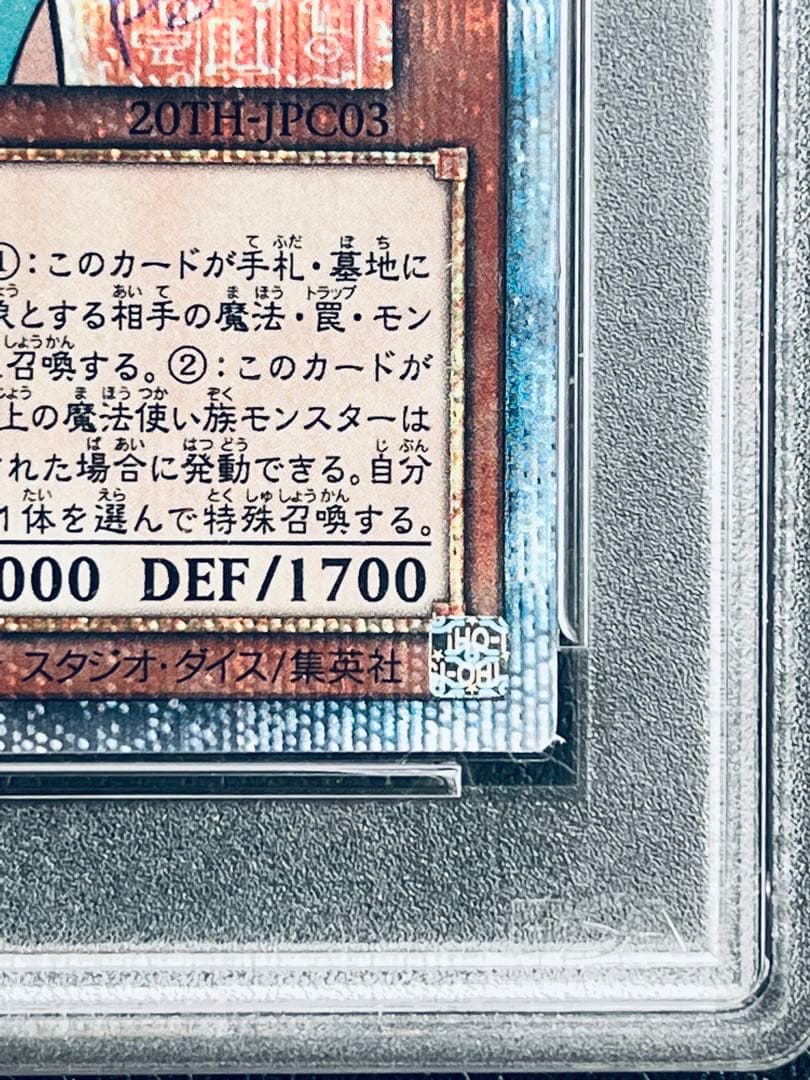 20TH-JPC03
①:このカードが手札・墓地に
象とする相手の魔法・罠・モン
召喚する。②:このカードが
上の魔法使い族モンスターは
れた場合に発動できる。自分
1体を選んで特殊召喚する。
000 DEF/1700
スタジオ・ダイス/集英社
PSA